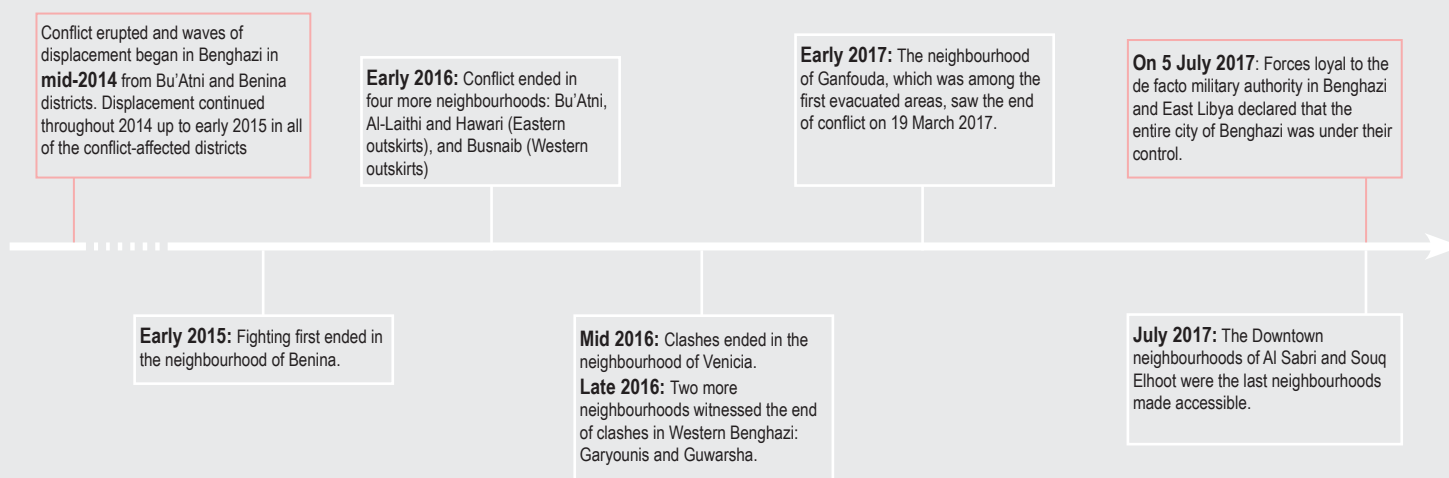 Conflict erupted and waves of
displacement began in Benghazi in
mid-2014 from Bu’Atni and Benina
districts. Displacement continued
throughout 2014 up to early 2015 in all
of the conflict-affected districts
Early 2015: Fighting first ended in
the neighbourhood of Benina.
Early 2016: Conflict ended in
four more neighbourhoods: Bu’Atni,
Al-Laithi and Hawari (Eastern
outskirts), and Busnaib (Western
outskirts)
Mid 2016: Clashes ended in the
neighbourhood of Venicia.
Late 2016: Two more
neighbourhoods witnessed the end
of clashes in Western Benghazi:
Garyounis and Guwarsha.
Early 2017: The neighbourhood
of Ganfouda, which was among the
first evacuated areas, saw the end
of conflict on 19 March 2017.
On 5 July 2017: Forces loyal to the
de facto military authority in Benghazi
and East Libya declared that the
entire city of Benghazi was under their
control.
July 2017: The Downtown
neighbourhoods of Al Sabri and Souq
Elhoot were the last neighbourhoods
made accessible.